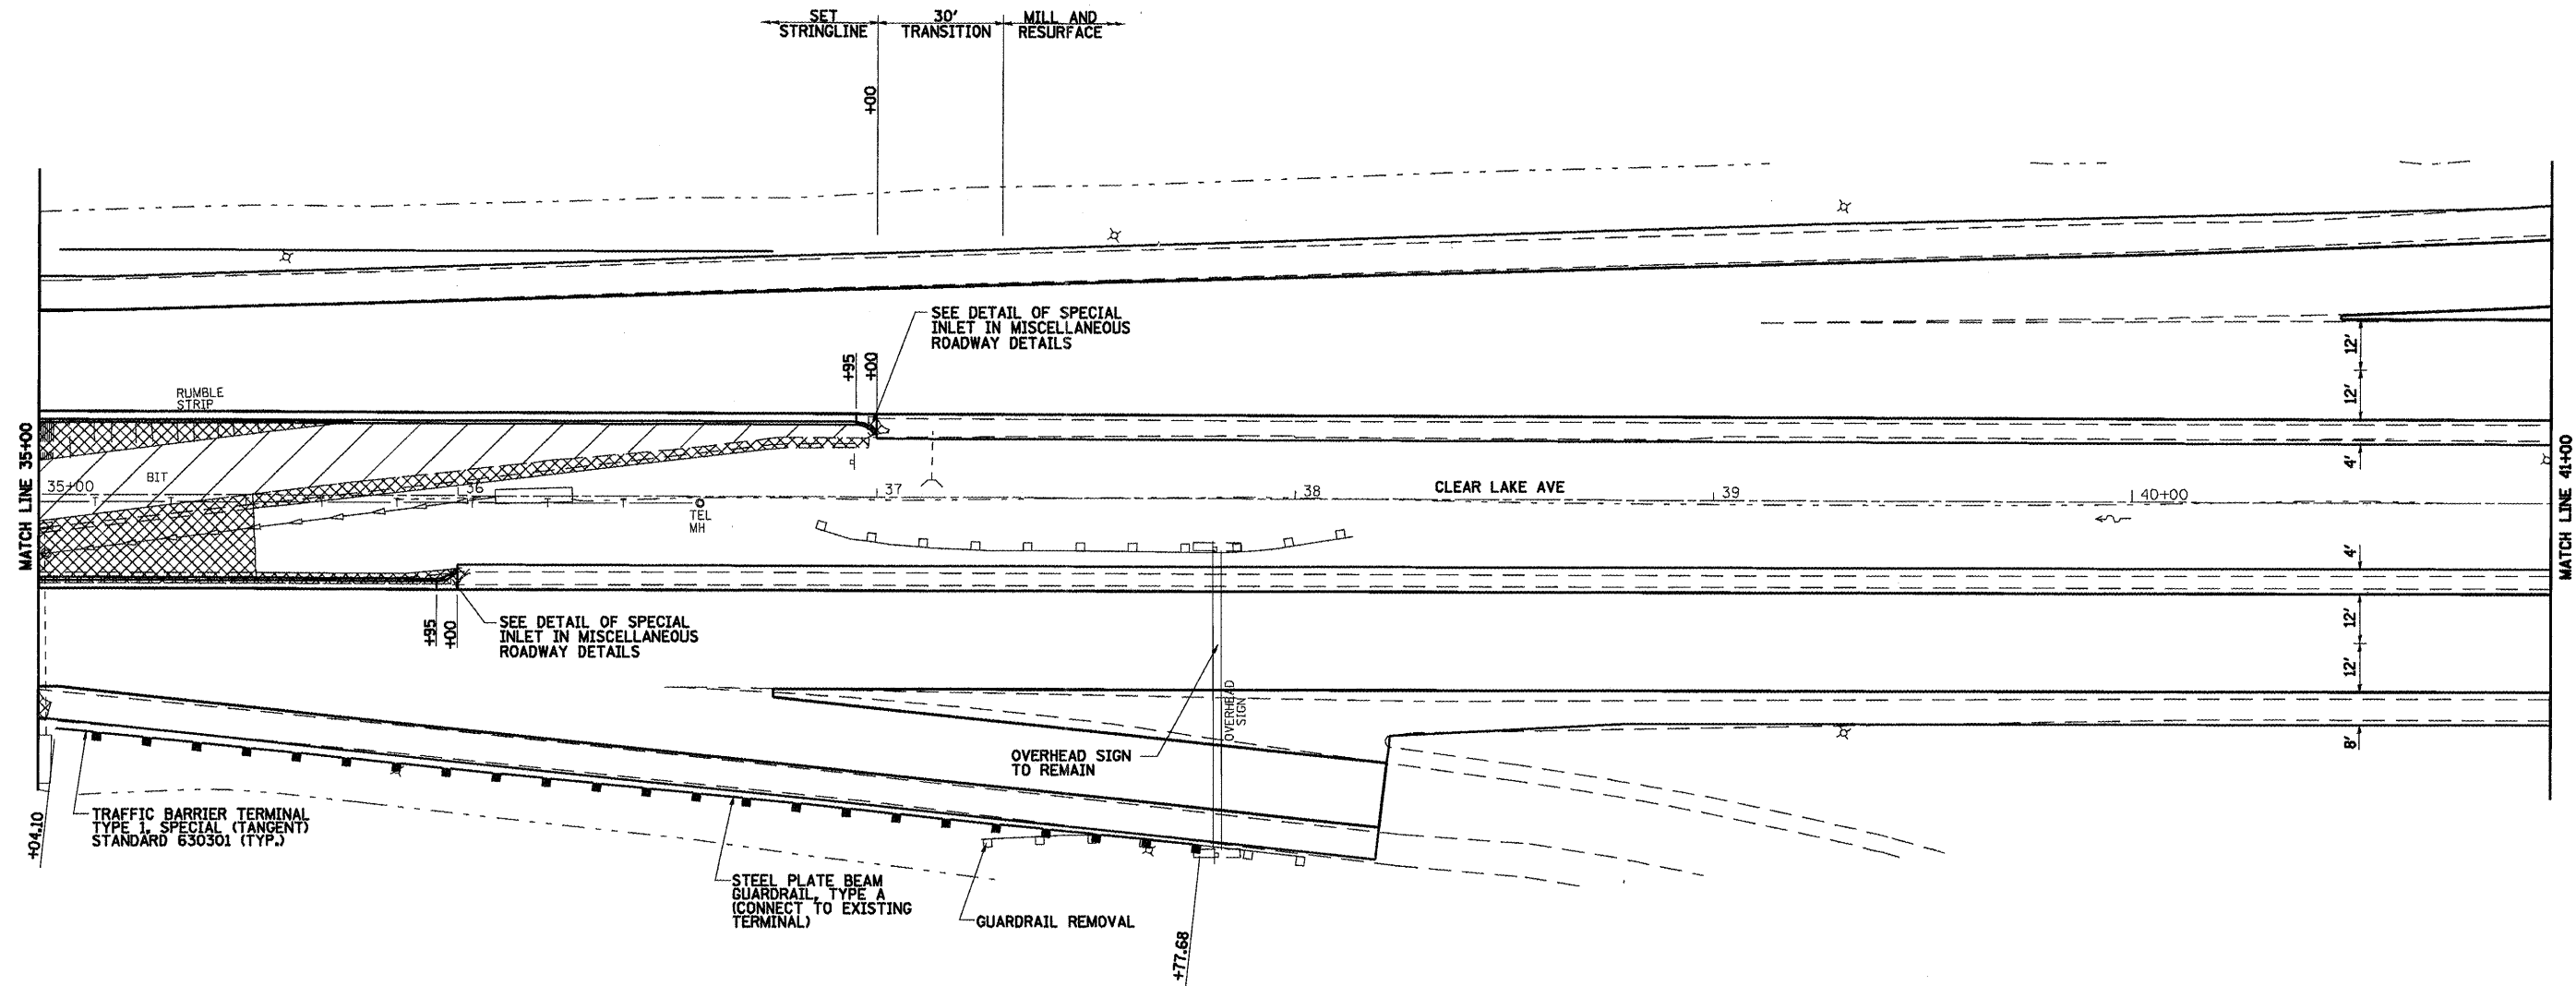 SET
STRINGLINE
30'
TRANSITION
MILL AND
RESURFACE
+00
SEE DETAIL OF SPECIAL
INLET IN MISCELLANEOUS
ROADWAY DETAILS
+95
+00
RUMBLE
STRIP
12'
12'
4'
MATCH LINE 35+00
MATCH LINE 41+00
BIT
35+00
36
37
38
39
40+00
CLEAR LAKE AVE
TEL
MH
4'
+95
+00
SEE DETAIL OF SPECIAL
INLET IN MISCELLANEOUS
ROADWAY DETAILS
12'
12'
8'
OVERHEAD
SIGN
OVERHEAD SIGN
TO REMAIN
+04.10
TRAFFIC BARRIER TERMINAL
TYPE 1, SPECIAL (TANGENT)
STANDARD 630301 (TYP.)
STEEL PLATE BEAM
GUARDRAIL, TYPE A
(CONNECT TO EXISTING
TERMINAL)
GUARDRAIL REMOVAL
+77.68